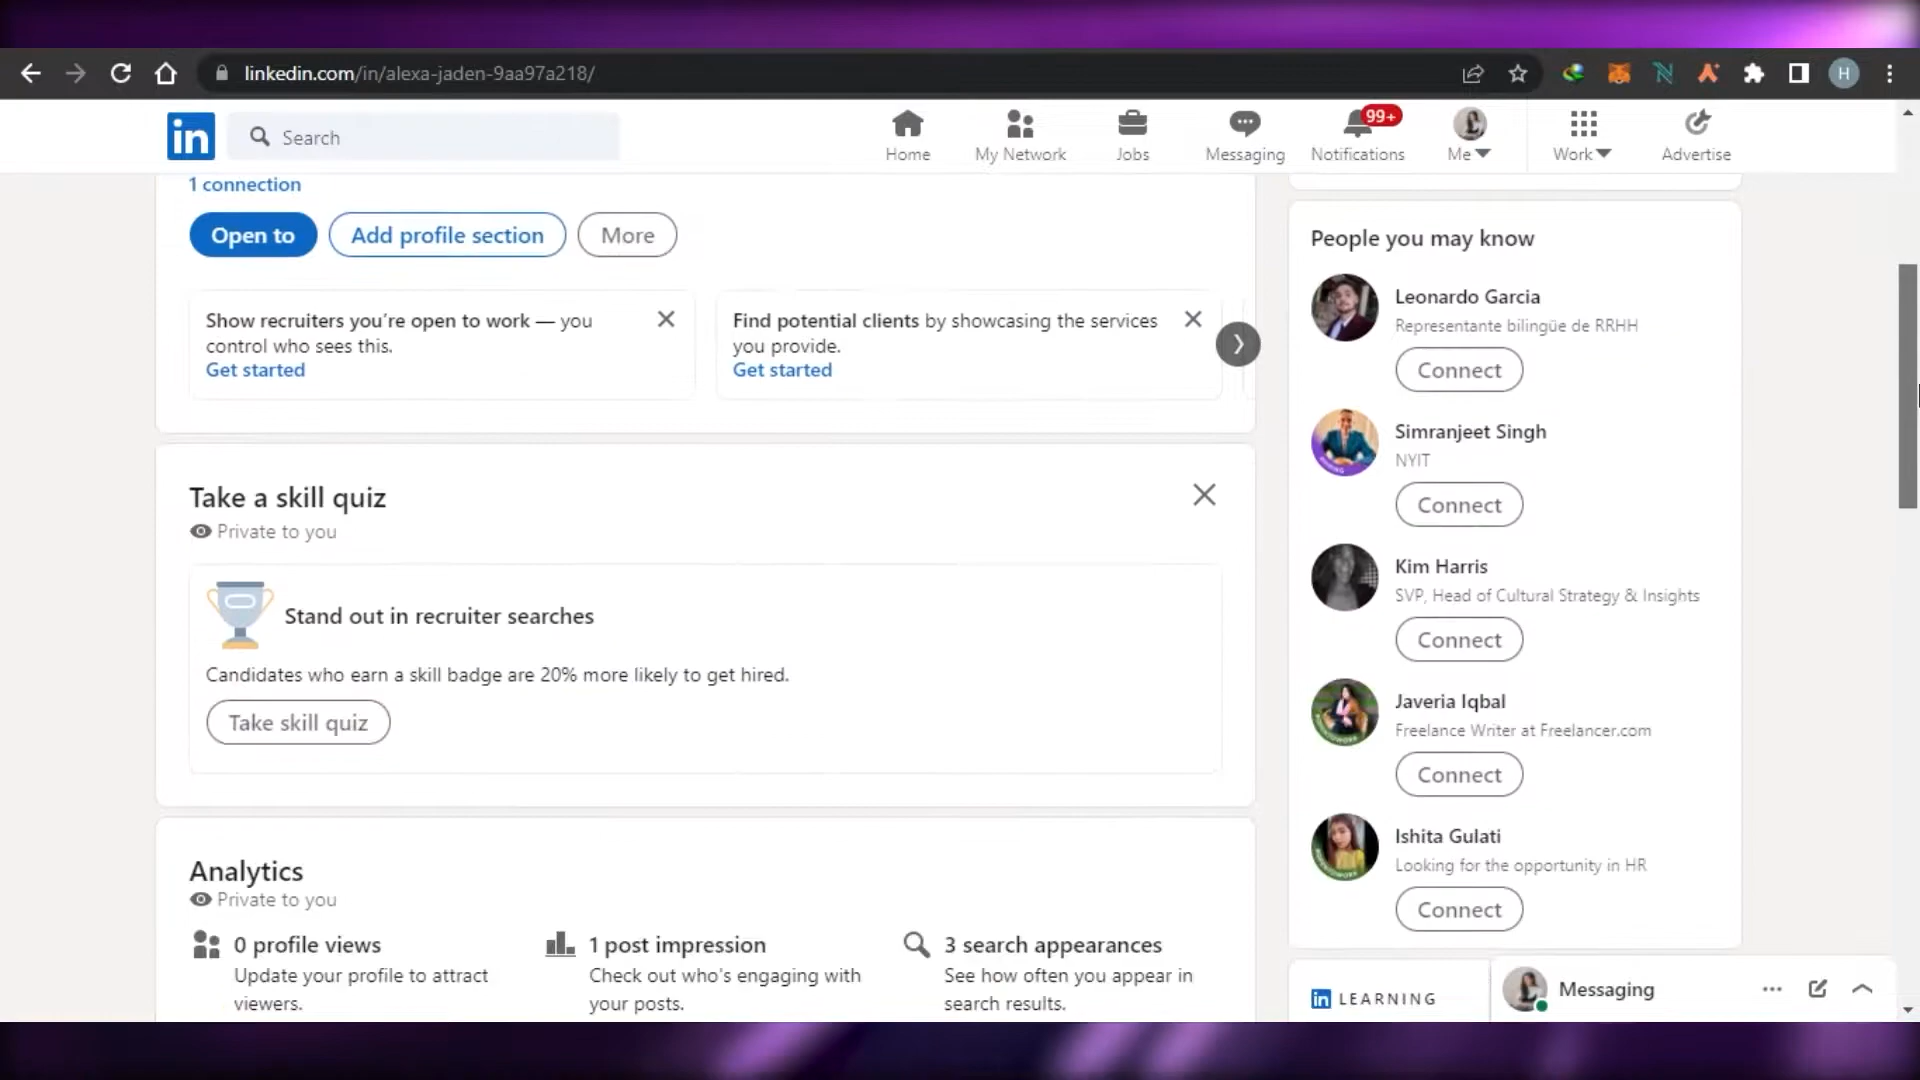 linkedin.com/in/alexa-jaden-9aa97a218/
H
in
Search
Home
My Network
Jobs
Messaging
99+
Notifications
Me
Work
Advertise
1 connection
Open to
Add profile section
More
Show recruiters you're open to work — you
control who sees this.
Get started
Find potential clients by showcasing the services
you provide.
Get started
Take a skill quiz
Private to you
Stand out in recruiter searches
Candidates who earn a skill badge are 20% more likely to get hired.
Take skill quiz
Analytics
Private to you
0 profile views
Update your profile to attract
viewers.
1 post impression
Check out who's engaging with
your posts.
3 search appearances
See how often you appear in
search results.
People you may know
Leonardo Garcia
Representante bilingüe de RRHH
Connect
Simranjeet Singh
NYIT
Connect
Kim Harris
SVP, Head of Cultural Strategy & Insights
Connect
Javeria Iqbal
Freelance Writer at Freelancer.com
Connect
Ishita Gulati
Looking for the opportunity in HR
Connect
in LEARNING
Messaging